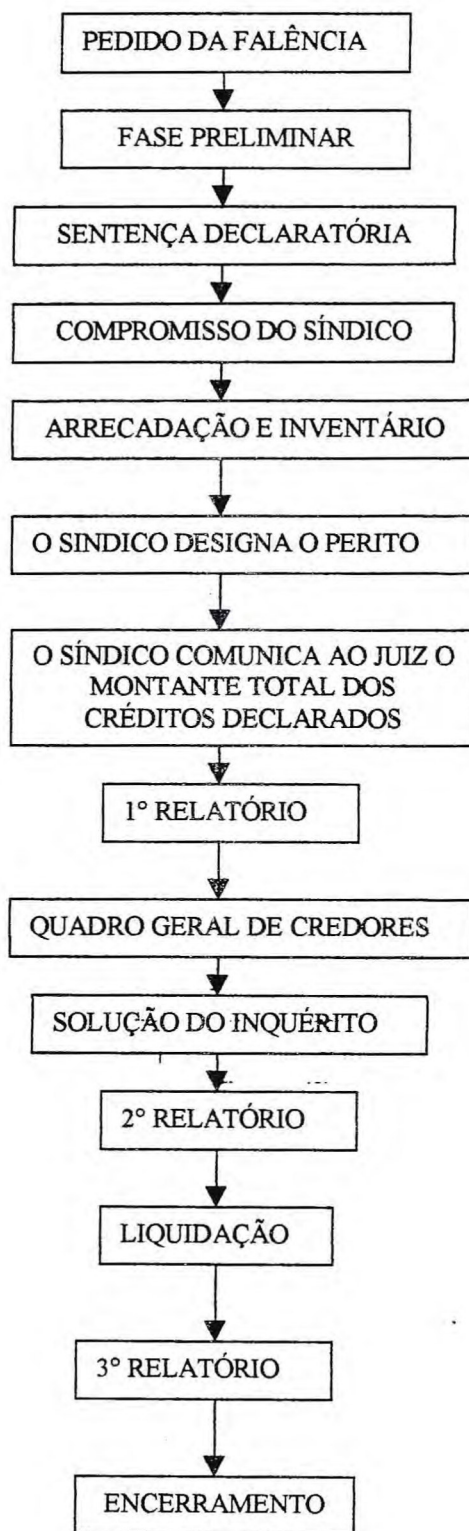 PEDIDO DA FALÊNCIA
FASE PRELIMINAR
SENTENÇA DECLARATÓRIA
COMPROMISSO DO SÍNDICO
ARRECADAÇÃO E INVENTÁRIO
O SINDICO DESIGNA O PERITO
O SÍNDICO COMUNICA AO JUIZ O
MONTANTE TOTAL DOS
CRÉDITOS DECLARADOS
1° RELATÓRIO
QUADRO GERAL DE CREDORES
SOLUÇÃO DO INQUÉRITO
2° RELATÓRIO
LIQUIDAÇÃO
3° RELATÓRIO
ENCERRAMENTO